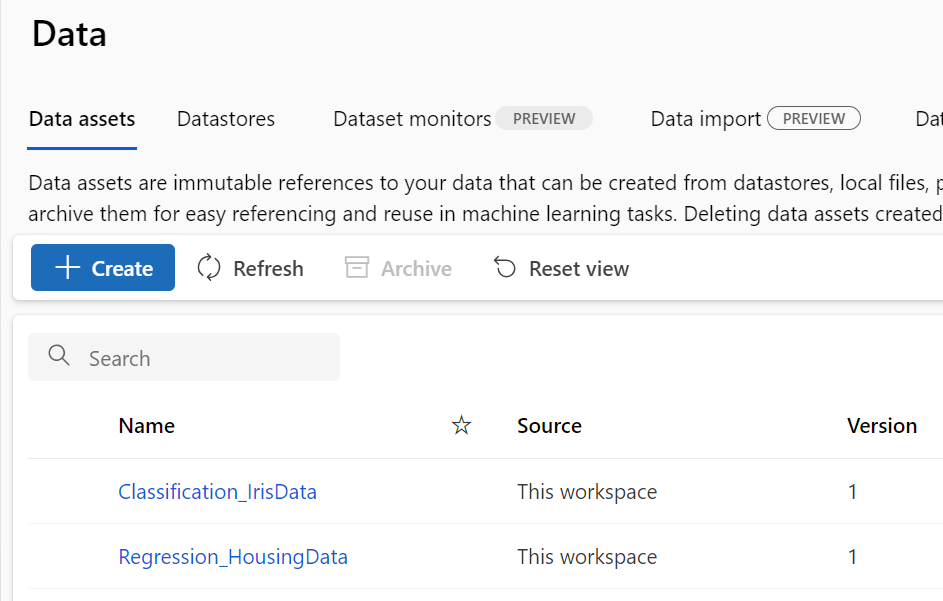 Data
Data assets Datastores Dataset monitors PREVIEW Data import PREVIEW
Data assets are immutable references to your data that can be created from datastores, local files,
archive them for easy referencing and reuse in machine learning tasks. Deleting data assets created
Create Refresh Archive Reset view
Search
Name Source Version
Classification_IrisData This workspace 1
Regression_HousingData This workspace 1